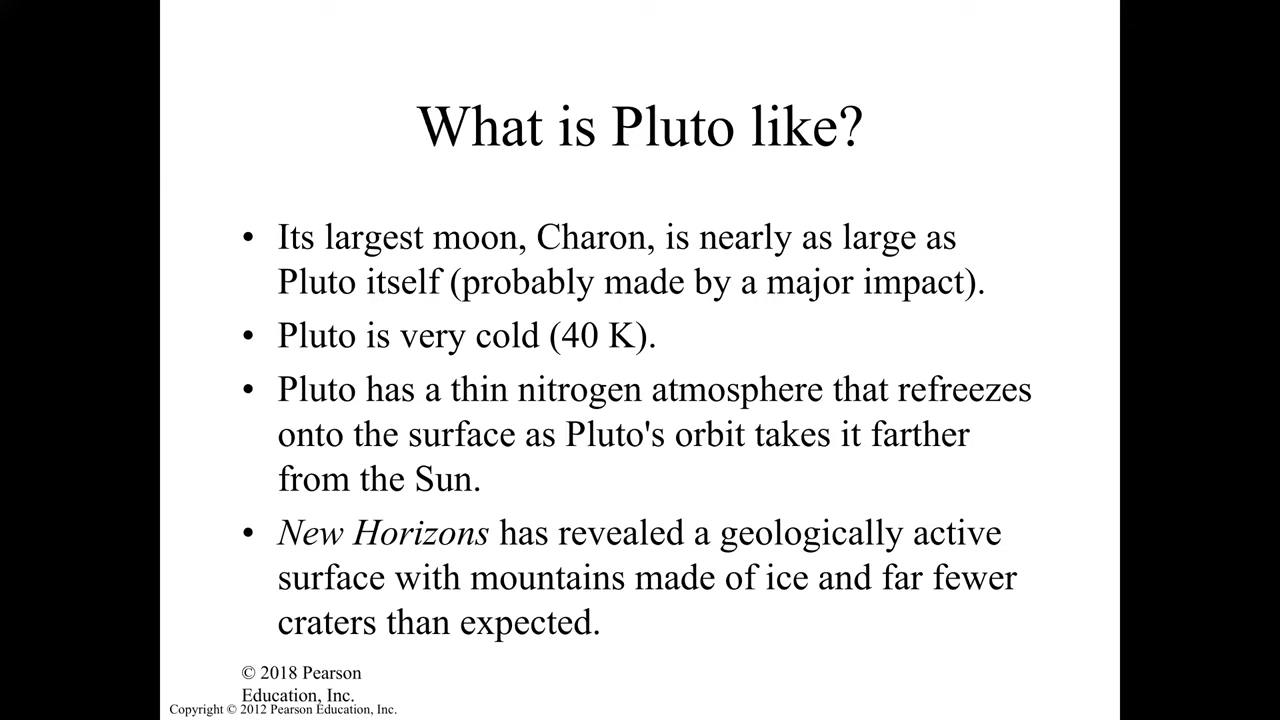 What is Pluto like?
• Its largest moon, Charon, is nearly as large as
Pluto itself (probably made by a major impact).
• Pluto is very cold (40 K).
• Pluto has a thin nitrogen atmosphere that refreezes
onto the surface as Pluto's orbit takes it farther
from the Sun.
• New Horizons has revealed a geologically active
surface with mountains made of ice and far fewer
craters than expected.
© 2018 Pearson
Education, Inc.
Copyright © 2012 Pearson Education, Inc.